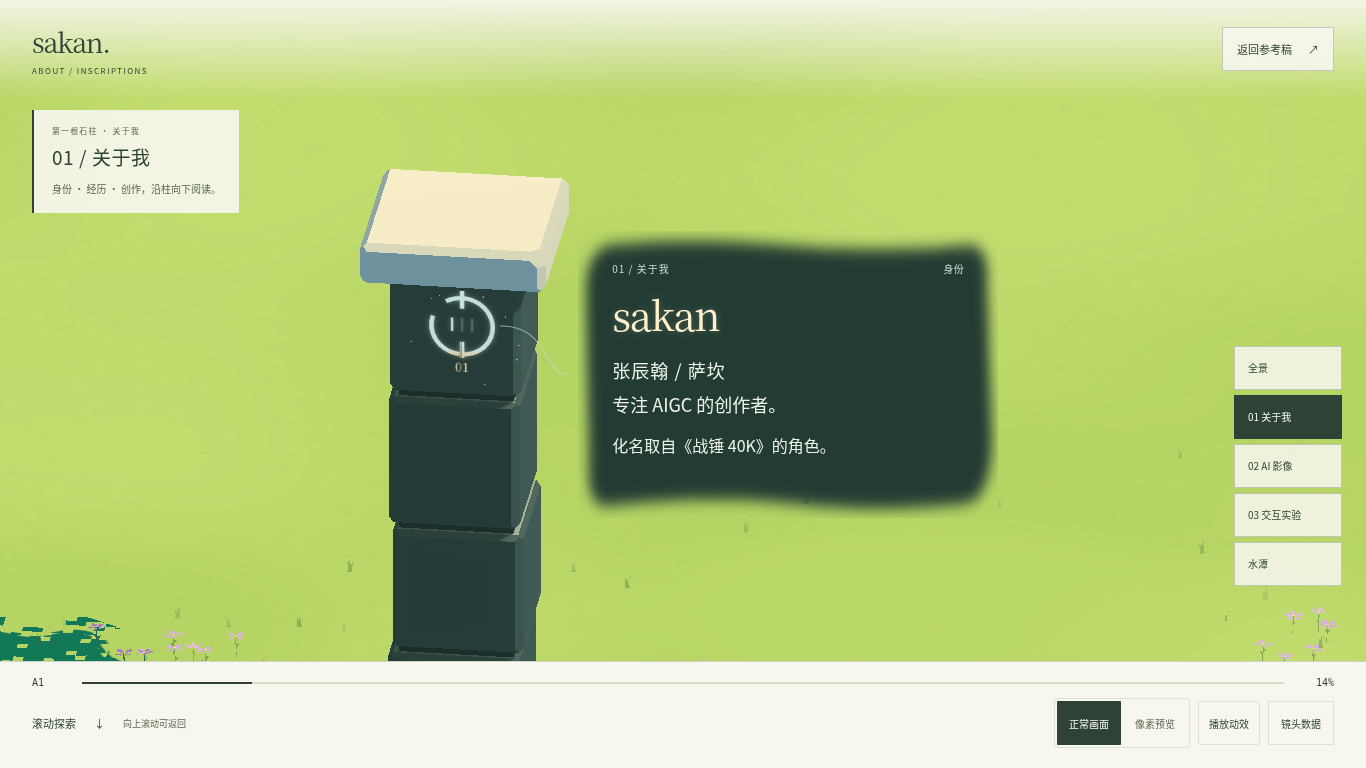 sakan.
ABOUT / INSCRIPTIONS
返回参考稿 ↗
第一根石柱 · 关于我
01 / 关于我
身份 · 经历 · 创作，沿柱向下阅读。
01
01 / 关于我
身份
sakan
张辰翰 / 萨坎
专注 AIGC 的创作者。
化名取自《战锤 40K》的角色。
全景
01 关于我
02 AI 影像
03 交互实验
水潭
A1
14%
滚动探索 ↓ 向上滚动可返回
正常画面
像素预览
播放动效
镜头数据